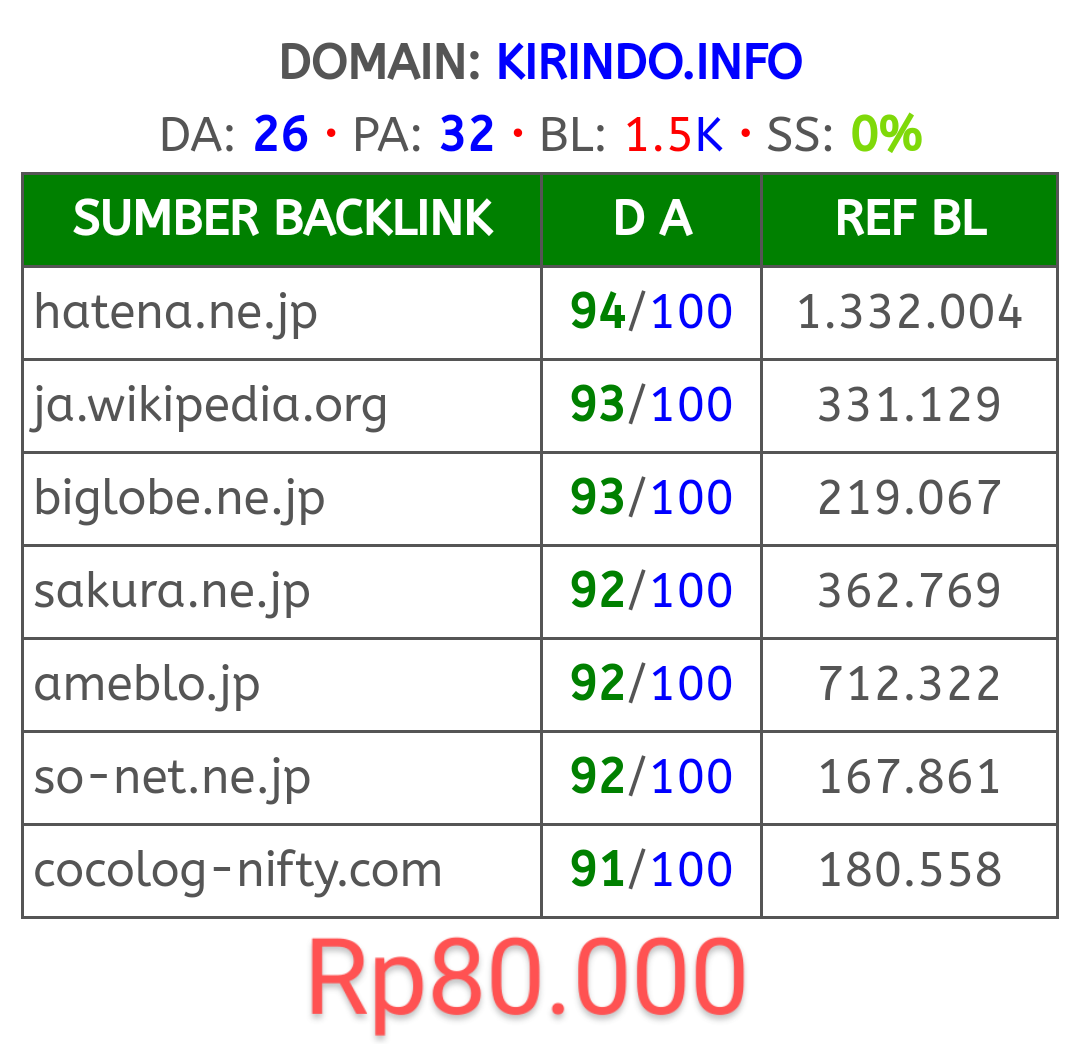 DOMAIN: KIRINDO.INFO
DA: 26 • PA: 32 • BL: 1.5K • SS: 0%
SUMBER BACKLINK D A REF BL
hatena.ne.jp 94/100 1.332.004
ja.wikipedia.org 93/100 331.129
biglobe.ne.jp 93/100 219.067
sakura.ne.jp 92/100 362.769
ameblo.jp 92/100 712.322
so-net.ne.jp 92/100 167.861
cocolog-nifty.com 91/100 180.558
Rp80.000